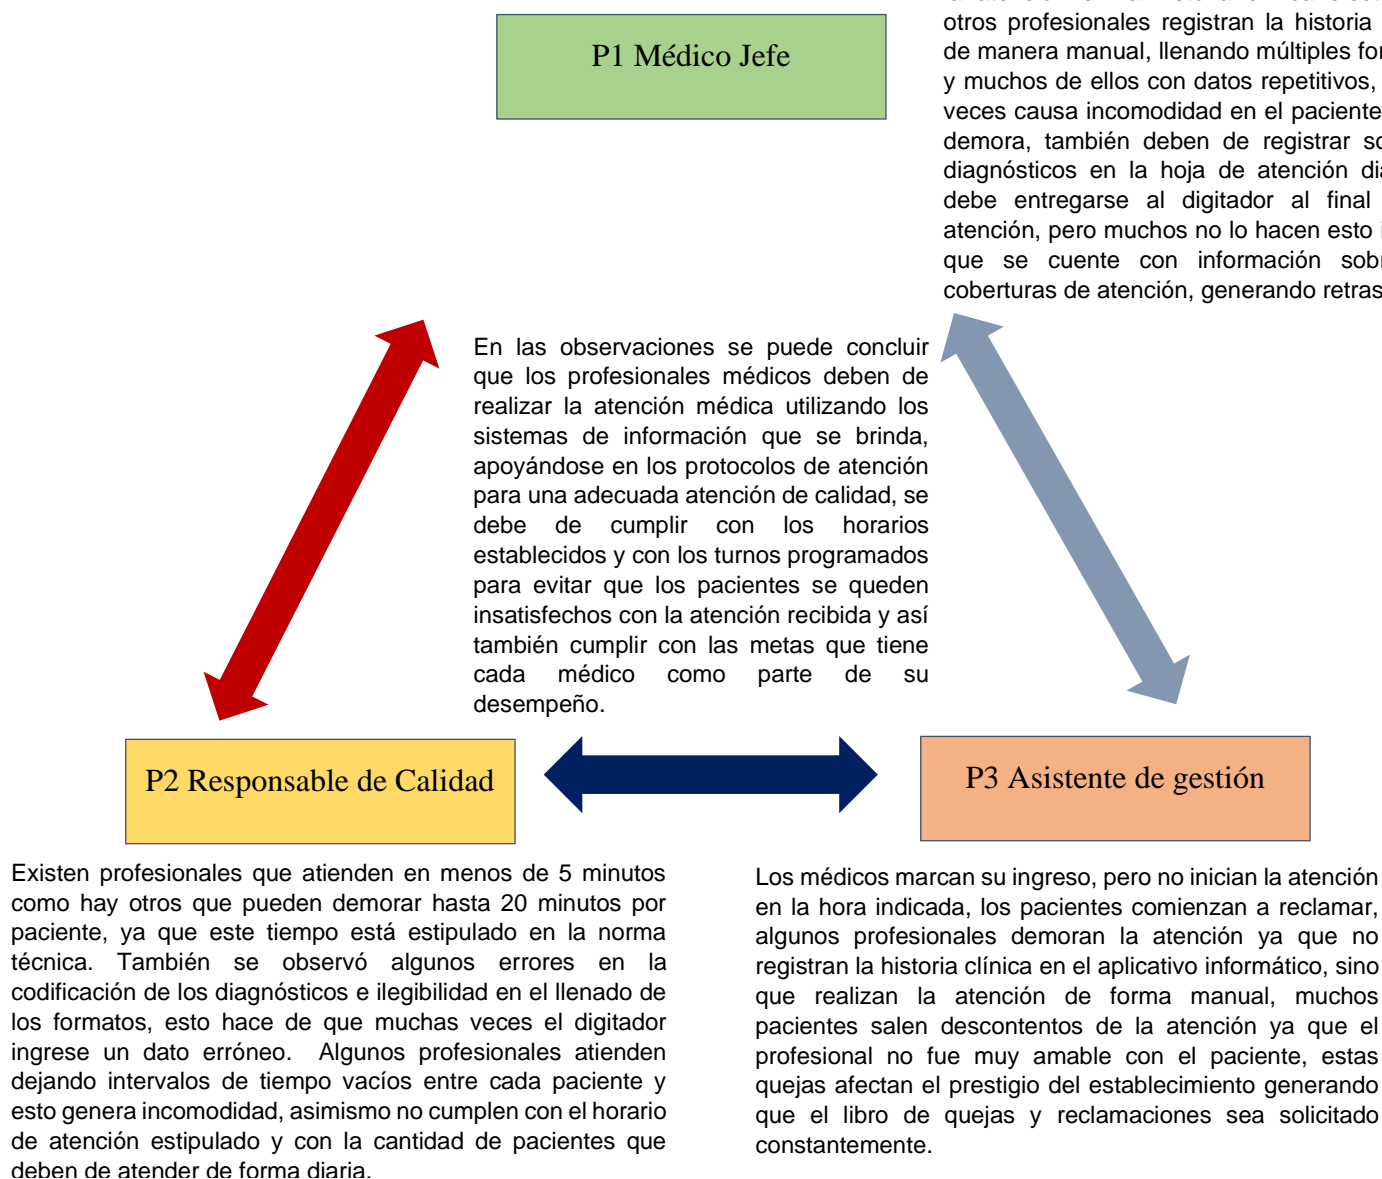 otros profesionales registran la historia
de manera manual, llenando múltiples
y muchos de ellos con datos repetitivos,
veces causa incomodidad en el paciente
demora, también deben de registrar
diagnósticos en la hoja de atención
debe entregarse al digitador al final
atención, pero muchos no lo hacen esto
que se cuente con información
coberturas de atención, generando
P1 Médico Jefe
En las observaciones se puede concluir
que los profesionales médicos deben de
realizar la atención médica utilizando los
sistemas de información que se brinda,
apoyándose en los protocolos de atención
para una adecuada atención de calidad, se
debe de cumplir con los horarios
establecidos y con los turnos programados
para evitar que los pacientes se queden
insatisfechos con la atención recibida y así
también cumplir con las metas que tiene
cada médico como parte de su
desempeño.
P2 Responsable de Calidad
P3 Asistente de gestión
Existen profesionales que atienden en menos de 5 minutos
como hay otros que pueden demorar hasta 20 minutos por
paciente, ya que este tiempo está estipulado en la norma
técnica. También se observó algunos errores en la
codificación de los diagnósticos e ilegibilidad en el llenado de
los formatos, esto hace de que muchas veces el digitador
ingrese un dato erróneo. Algunos profesionales atienden
dejando intervalos de tiempo vacíos entre cada paciente y
esto genera incomodidad, asimismo no cumplen con el horario
de atención estipulado y con la cantidad de pacientes que
deben de atender de forma diaria.
Los médicos marcan su ingreso, pero no inician la atención
en la hora indicada, los pacientes comienzan a reclamar,
algunos profesionales demoran la atención ya que no
registran la historia clínica en el aplicativo informático, sino
que realizan la atención de forma manual, muchos
pacientes salen descontentos de la atención ya que el
profesional no fue muy amable con el paciente, estas
quejas afectan el prestigio del establecimiento generando
que el libro de quejas y reclamaciones sea solicitado
constantemente.